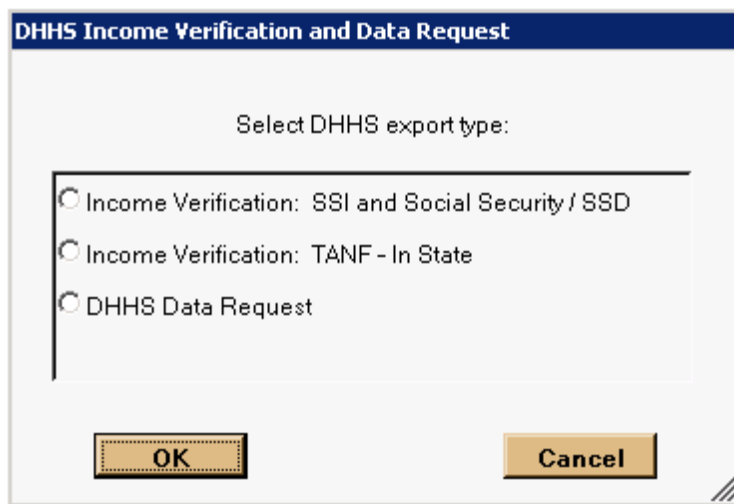 DHHS Income Verification and Data Request
Select DHHS export type:
Income Verification: SSI and Social Security / SSD
Income Verification: TANF - In State
DHHS Data Request
OK
Cancel